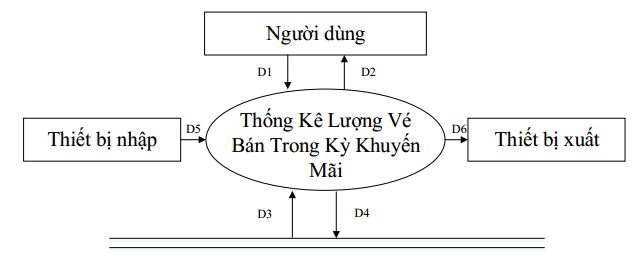 Người dùng
D1
D2
Thống Kê Lượng Vé
Bán Trong Kỳ Khuyến
Mãi
Thiết bị nhập
D5
D6
Thiết bị xuất
D3
D4